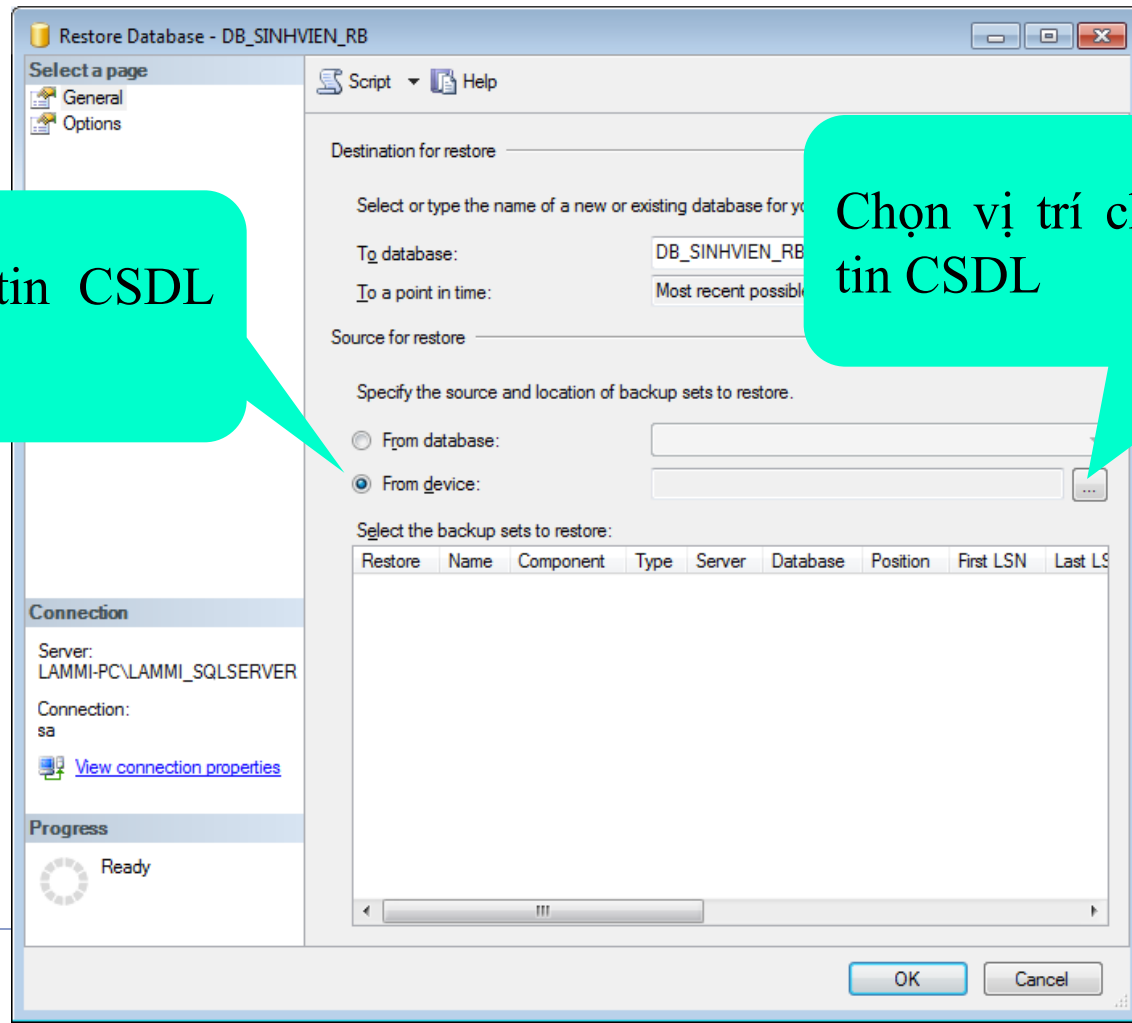 Restore Database - DB_SINHVIEN_RB
Select a page
General
Options
Script
Help
Destination for restore
Select or type the name of a new or existing database for
To database:
DB_SINHVIEN_RB
To a point in time:
Most recent
Source for restore
Specify the source and location of backup sets to restore.
From database:
From device:
...
Select the backup sets to restore:
Restore Name Component Type Server Database Position First LSN Last
tin CSDL
Chọn vị trí
tin CSDL
Connection
Server:
LAMMI-PC\LAMMI_SQLSERVER
Connection:
sa
View connection properties
Progress
Ready
OK
Cancel